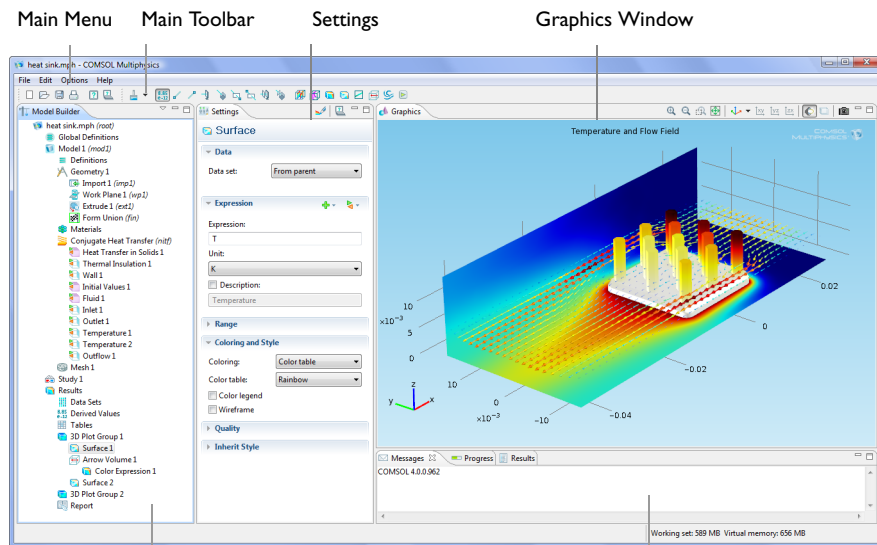 Main Menu Main Toolbar Settings Graphics Window
heat sink.mph - COMSOL Multiphysics
File Edit Options Help
Model Builder
heat sink.mph (root)
Global Definitions
Model 1 (mod1)
Definitions
Geometry 1
Import 1 (imp1)
Work Plane 1 (wp1)
Extrude 1 (ext1)
Form Union (fin)
Materials
Conjugate Heat Transfer (nitf)
Heat Transfer in Solids 1
Thermal Insulation 1
Wall 1
Initial Values 1
Fluid 1
Inlet 1
Outlet 1
Temperature 1
Temperature 2
Outflow 1
Mesh 1
Study 1
Results
Data Sets
Derived Values
Tables
3D Plot Group 1
Surface 1
Arrow Volume 1
Color Expression 1
Surface 2
3D Plot Group 2
Report
Settings
Surface
Data
Data set: From parent
Expression
Expression:
T
Unit:
K
Description:
Temperature
Range
Coloring and Style
Coloring: Color table
Color table: Rainbow
Color legend
Wireframe
Quality
Inherit Style
Graphics
Temperature and Flow Field
COMSOL
MULTIPHYSICS
0.02
10
×10⁻³
5
0
0
-0.02
10
0
×10⁻³
-10
-0.04
z
y x
Messages Progress Results
COMSOL 4.0.0.962
Working set: 589 MB Virtual memory: 656 MB